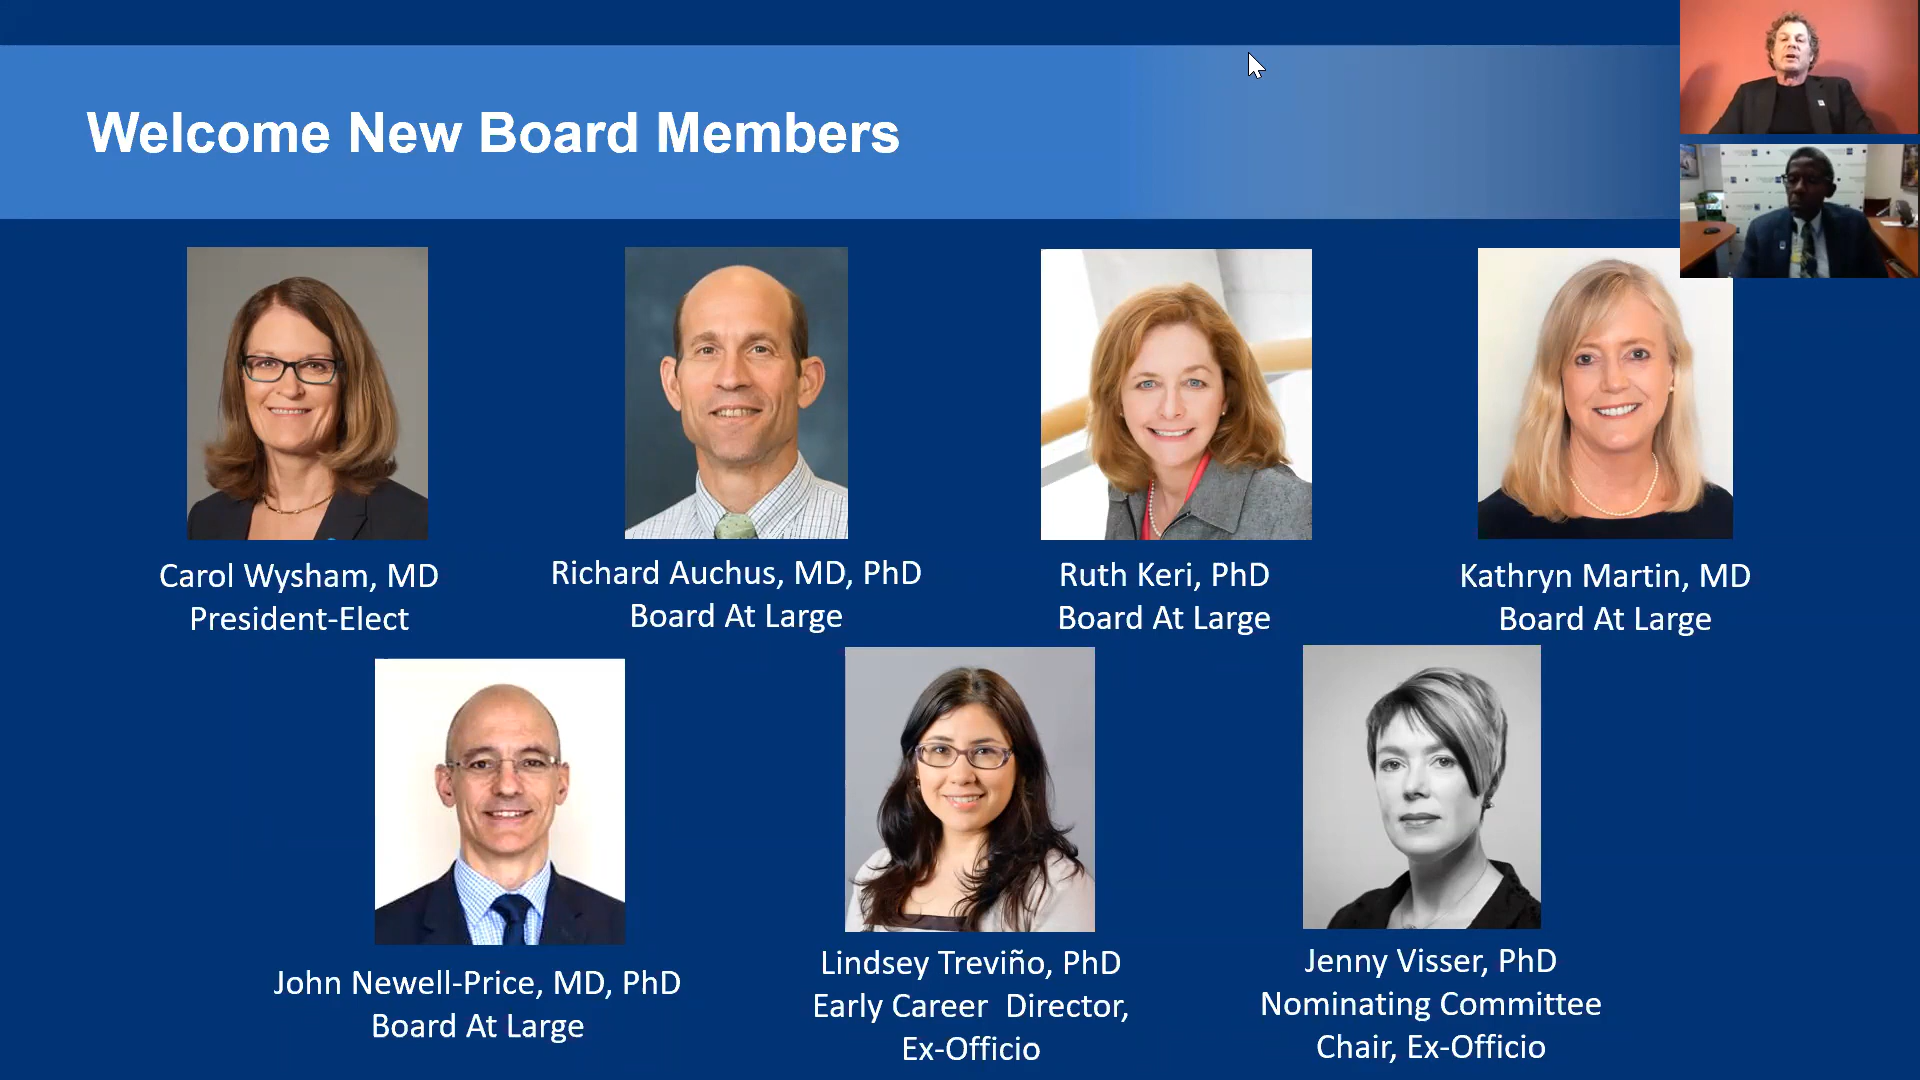 Welcome New Board Members
Carol Wysham, MD
President-Elect
Richard Auchus, MD, PhD
Board At Large
Ruth Keri, PhD
Board At Large
Kathryn Martin, MD
Board At Large
John Newell-Price, MD, PhD
Board At Large
Lindsey Treviño, PhD
Early Career  Director,
Ex-Officio
Jenny Visser, PhD
Nominating Committee
Chair, Ex-Officio